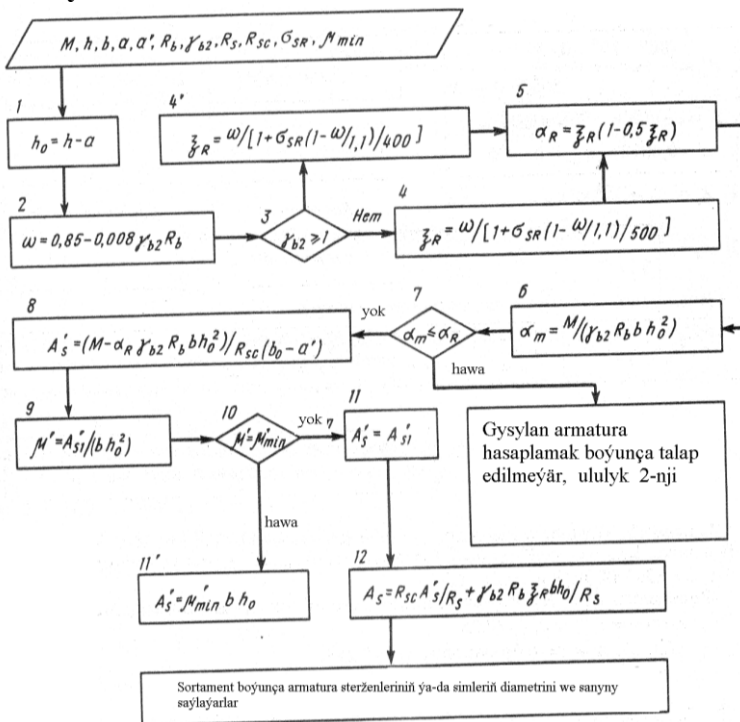 M, h, b, a, a', R_b, γ_b2, R_s, R_sc, σ_SR, μ_min
1
h_0 = h-a
2
ω = 0,85-0,008 γ_b2 R_b
3
γ_b2 ≥ 1
Hem
4'
ξ_R = ω/[1+σ_SR (1-ω/1,1)/400]
4
ξ_R = ω/[1+σ_SR (1-ω/1,1)/500]
5
α_R = ξ_R (1-0,5 ξ_R)
6
α_m = M/(γ_b2 R_b b h_0^2)
7
α_m ≤ α_R
yok
hawa
Gysylan armatura
hasaplamak boýunça talap
edilmeýär, ululyk 2-nji
8
A'_s = (M-α_R γ_b2 R_b bh_0^2)/R_sc (b_0-a')
9
μ' = A'_s1/(b h_0^2)
10
μ' = μ'_min
yok 7
hawa
11
A'_s = A'_s1
11'
A'_s = μ'_min b h_0
12
A_s = R_sc A'_s/R_s + γ_b2 R_b ξ_R bh_0/R_s
Sortament boýunça armatura sterženleriniň ýa-da simleriň diametrini we sanyny
saýlaýarlar